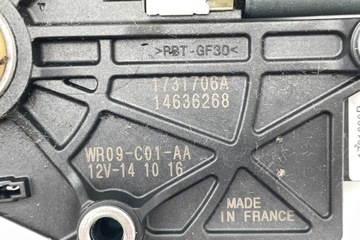 >PBT-GF30<
1731706A
14636268
WR09-C01-AA
12V-14 10 16
MADE
IN FRANCE